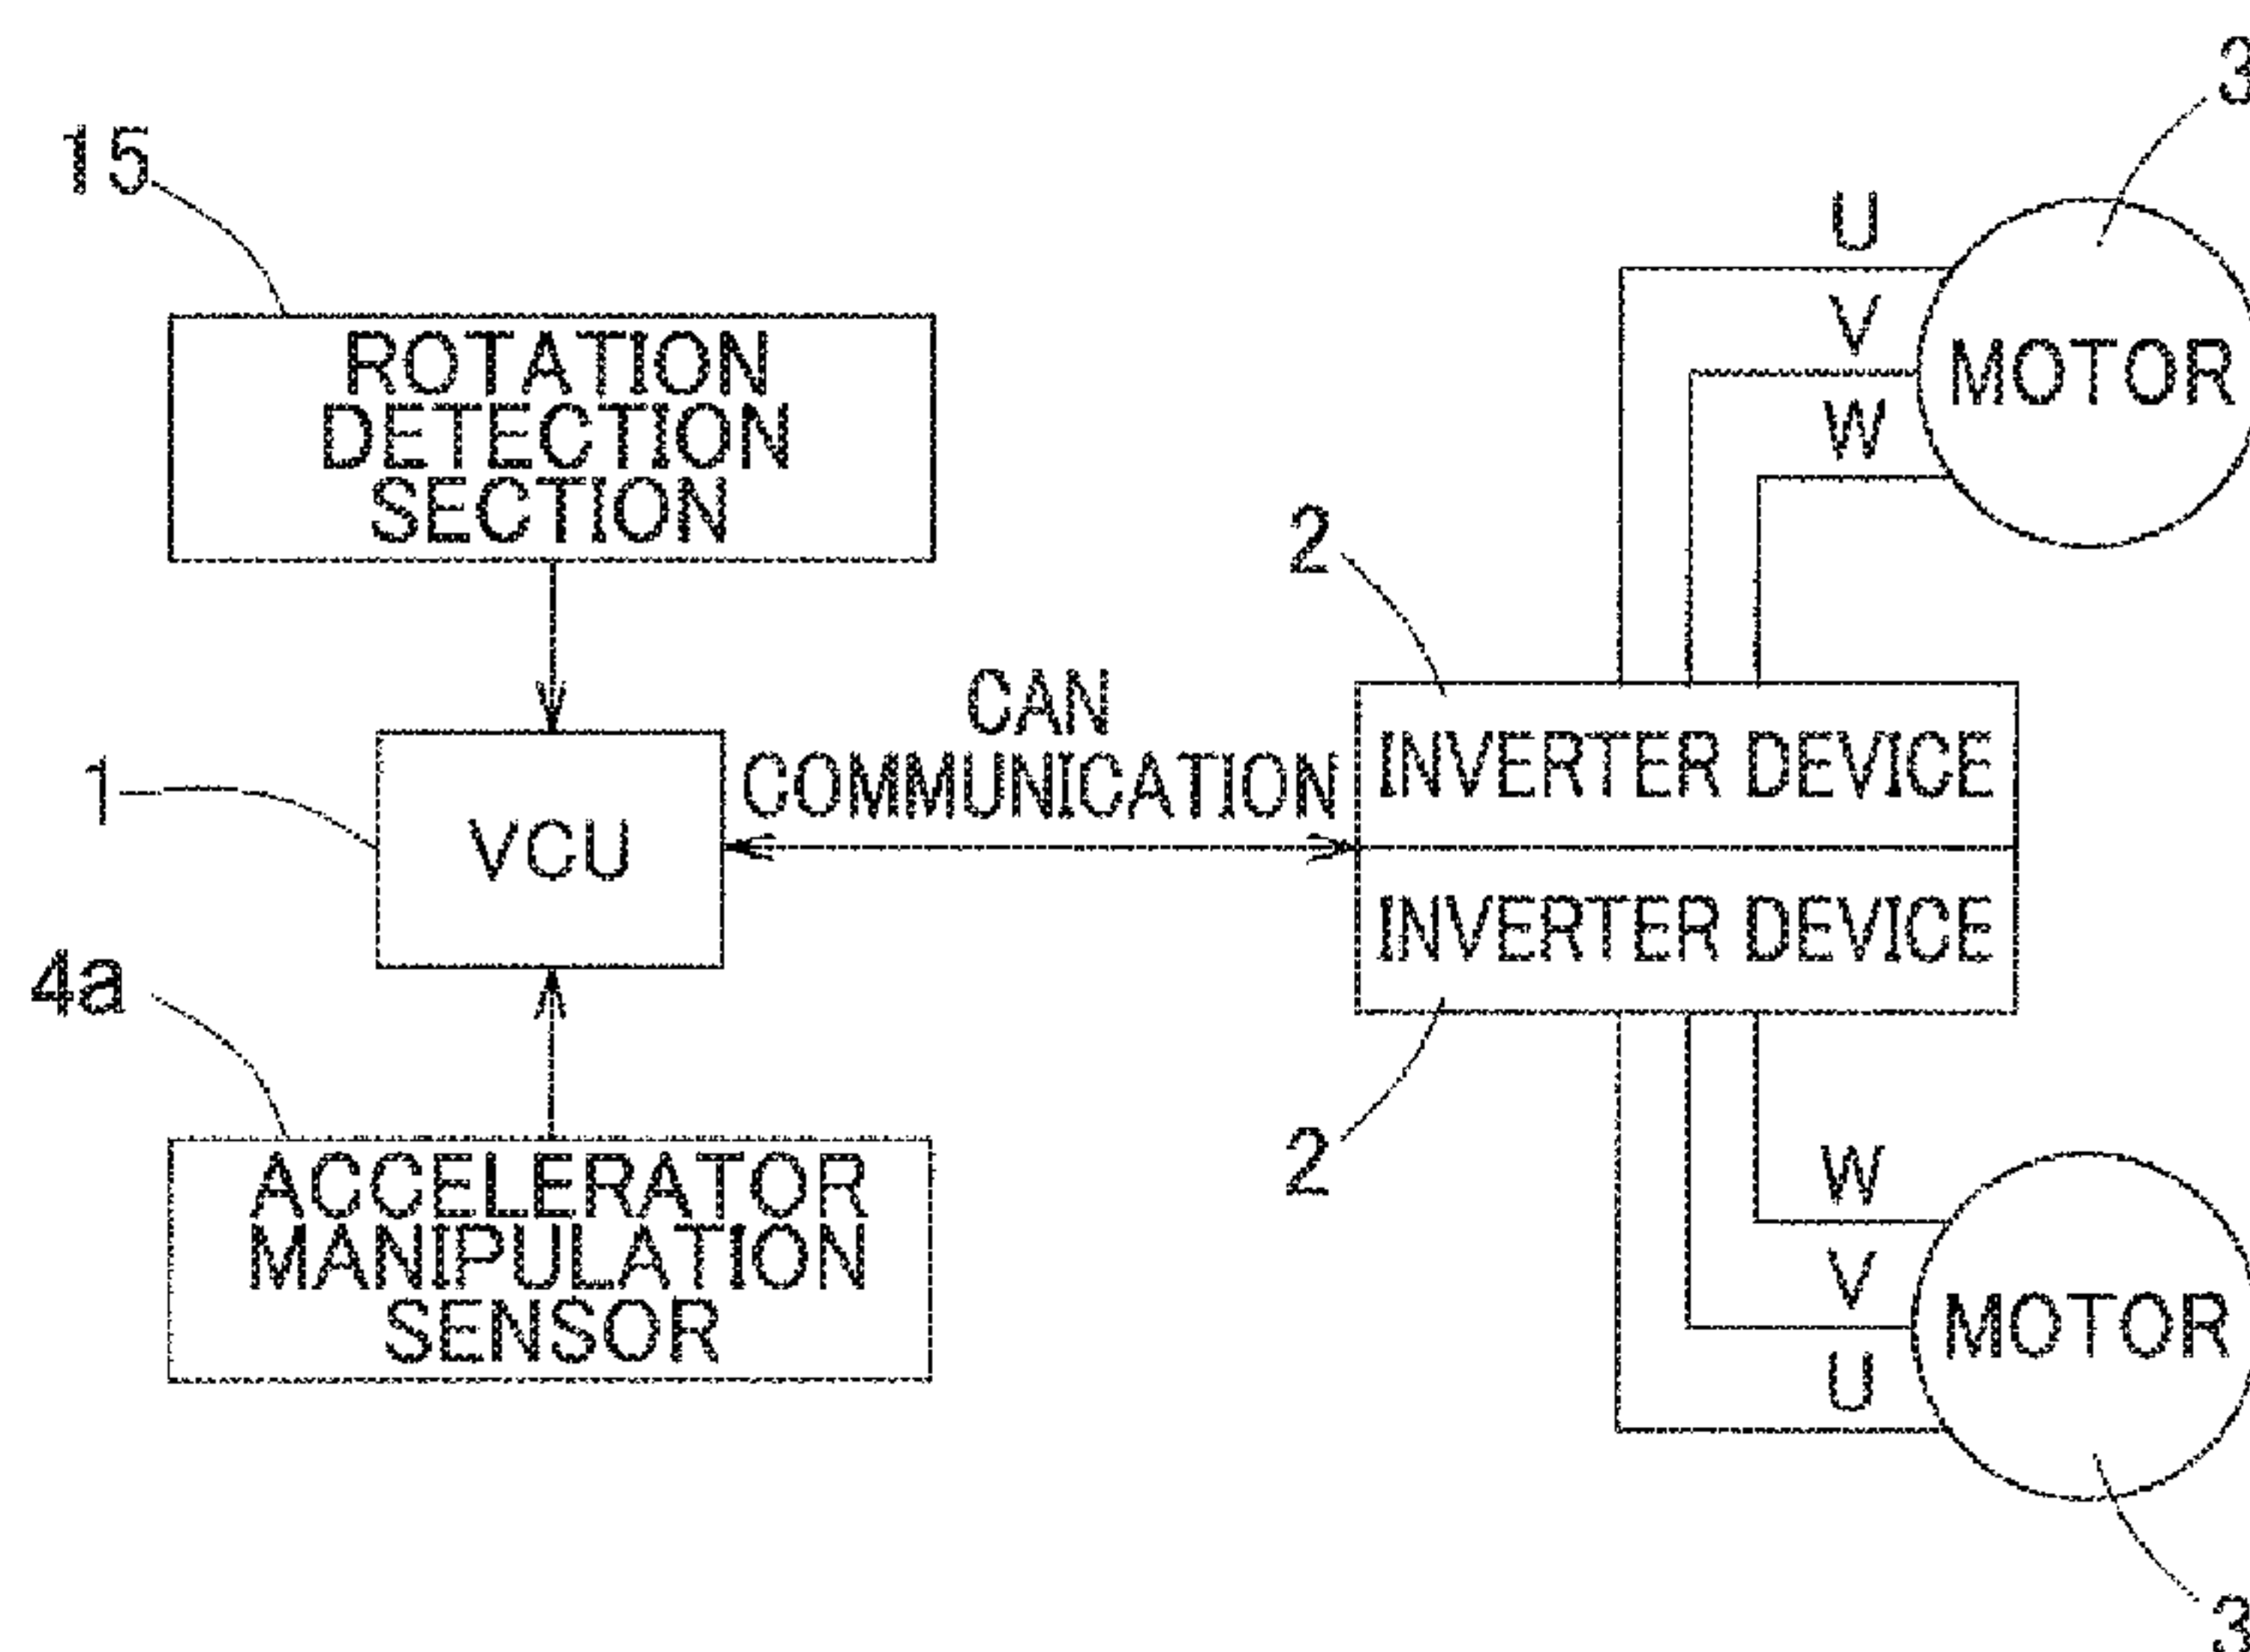 3
15
U
ROTATION
DETECTION
SECTION
V
MOTOR
W
2
CAN
COMMUNICATION
INVERTER DEVICE
1
VCU
INVERTER DEVICE
4a
2
W
ACCELERATOR
MANIPULATION
SENSOR
V
MOTOR
U
3